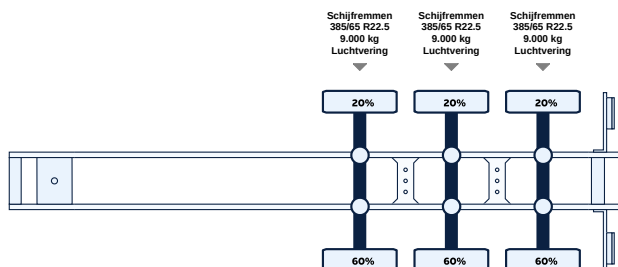 Schijfremmen
385/65 R22.5
9.000 kg
Luchtvering
Schijfremmen
385/65 R22.5
9.000 kg
Luchtvering
Schijfremmen
385/65 R22.5
9.000 kg
Luchtvering
20% 20% 20%
60% 60% 60%